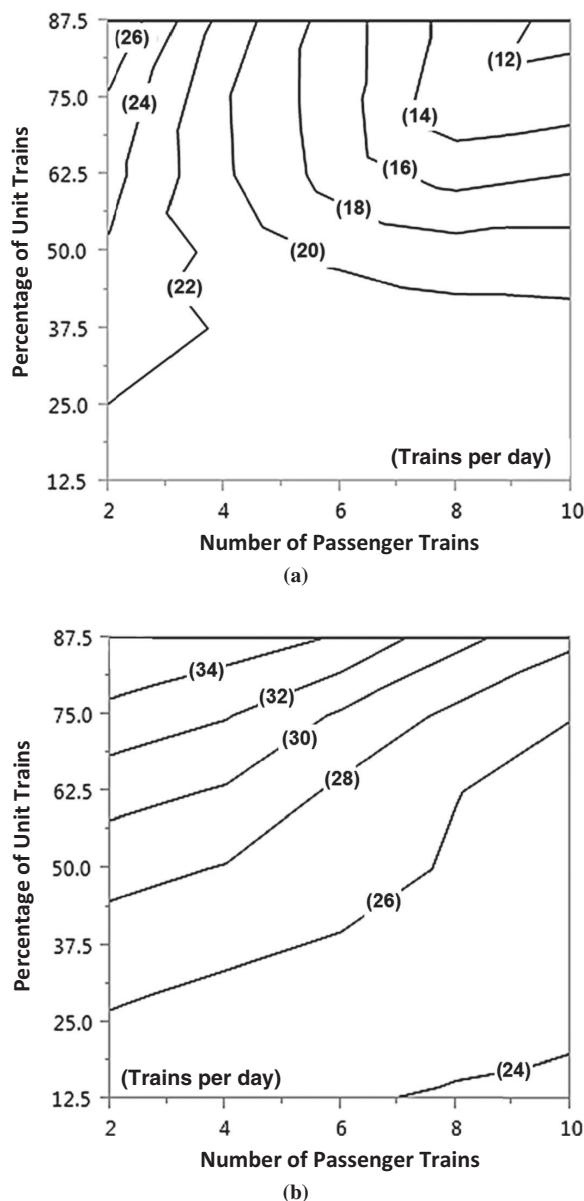 87.5
(26)
(12)
75.0
(24)
(14)
62.5
(16)
(18)
50.0
(20)
(22)
37.5
25.0
(Trains per day)
12.5
2 4 6 8 10
Percentage of Unit Trains
Number of Passenger Trains
(a)
87.5
(34)
(32)
75.0
(30)
62.5
(28)
50.0
(26)
37.5
25.0
(24)
(Trains per day)
12.5
2 4 6 8 10
Percentage of Unit Trains
Number of Passenger Trains
(b)